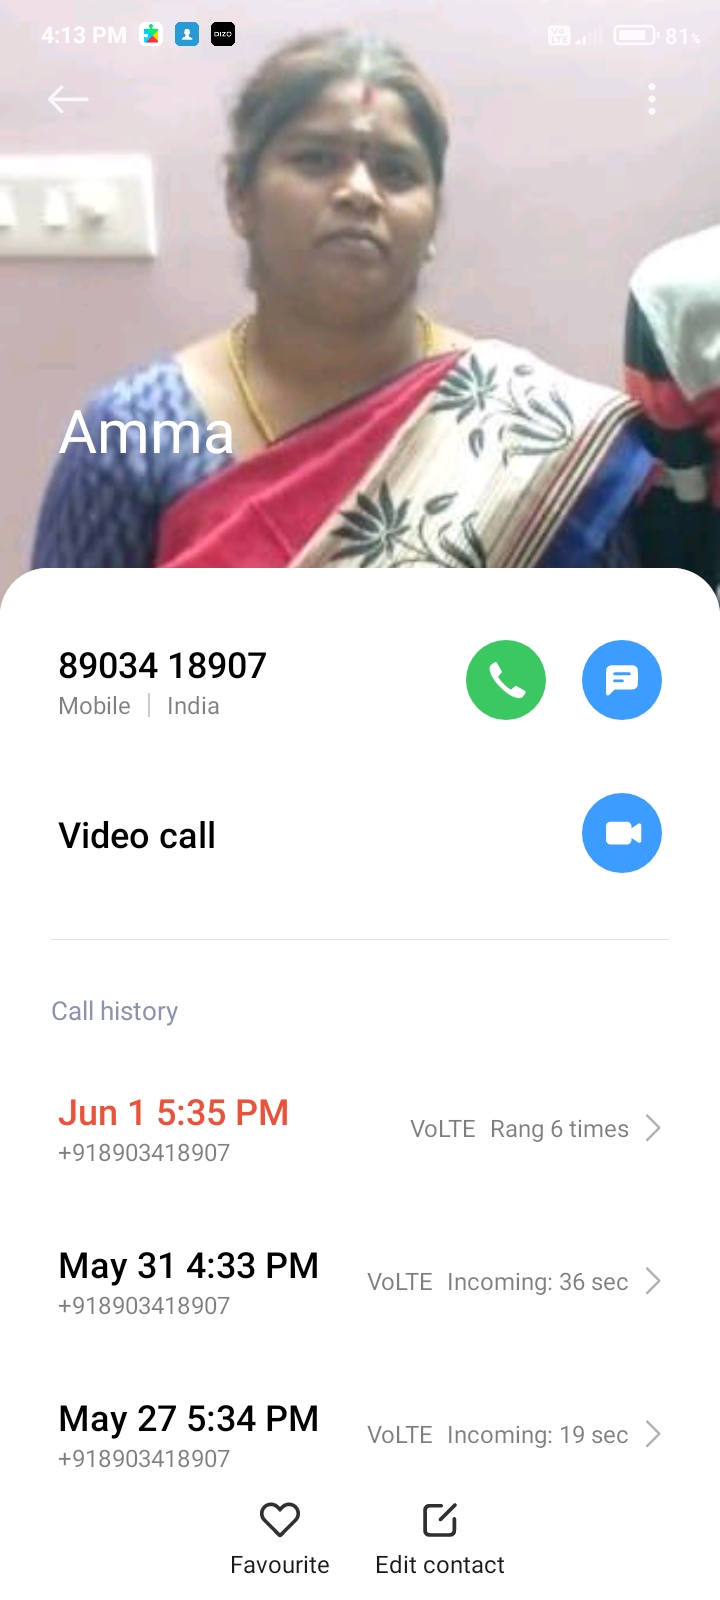 4:13 PM DIZO Vo LTE 81%
Amma
89034 18907
Mobile India
Video call
Call history
Jun 1 5:35 PM
VoLTE Rang 6 times
+918903418907
May 31 4:33 PM
VoLTE Incoming: 36 sec
+918903418907
May 27 5:34 PM
VoLTE Incoming: 19 sec
+918903418907
Favourite Edit contact